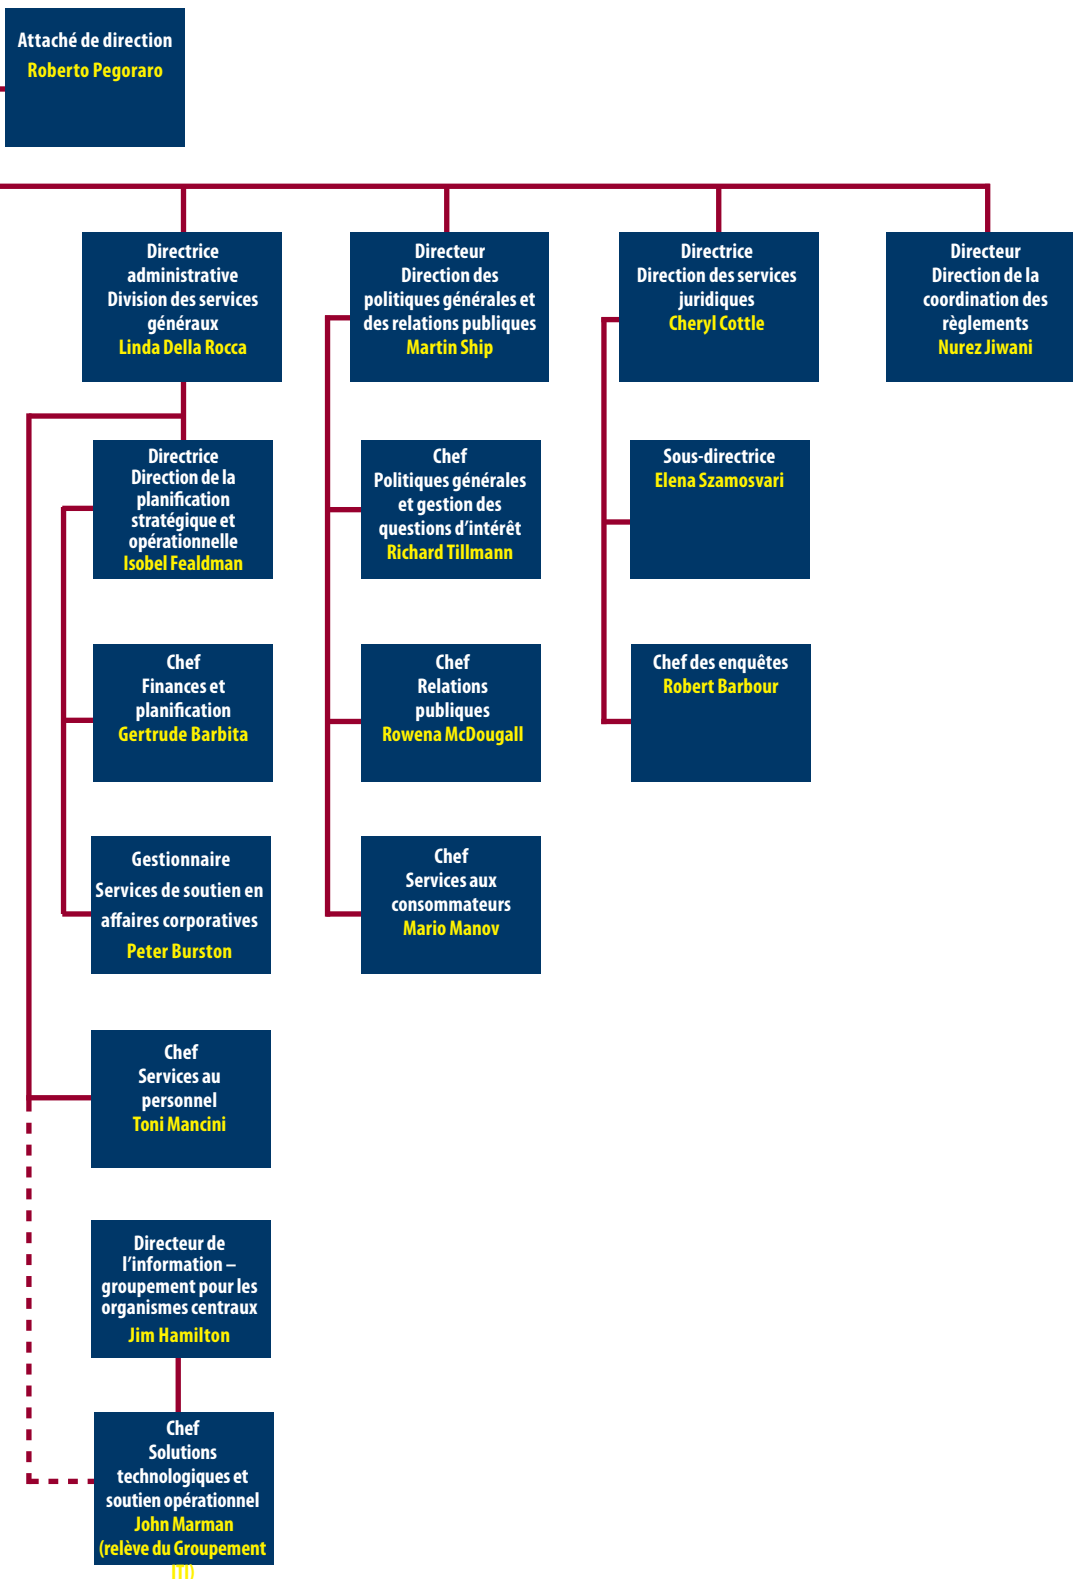 Attaché de direction
Roberto Pegoraro
Directrice
administrative
Division des services
généraux
Linda Della Rocca
Directeur
Direction des
politiques générales et
des relations publiques
Martin Ship
Directrice
Direction des services
juridiques
Cheryl Cottle
Directeur
Direction de la
coordination des
règlements
Nurez Jiwani
Directrice
Direction de la
planification
stratégique et
opérationnelle
Isobel Fealdman
Chef
Politiques générales
et gestion des
questions d'intérêt
Richard Tillmann
Sous-directrice
Elena Szamosvari
Chef
Finances et
planification
Gertrude Barbita
Chef
Relations
publiques
Rowena McDougall
Chef des enquêtes
Robert Barbour
Gestionnaire
Services de soutien en
affaires corporatives
Peter Burston
Chef
Services aux
consommateurs
Mario Manov
Chef
Services au
personnel
Toni Mancini
Directeur de
l'information –
groupement pour les
organismes centraux
Jim Hamilton
Chef
Solutions
technologiques et
soutien opérationnel
John Marman
(relève du Groupement
ITI)